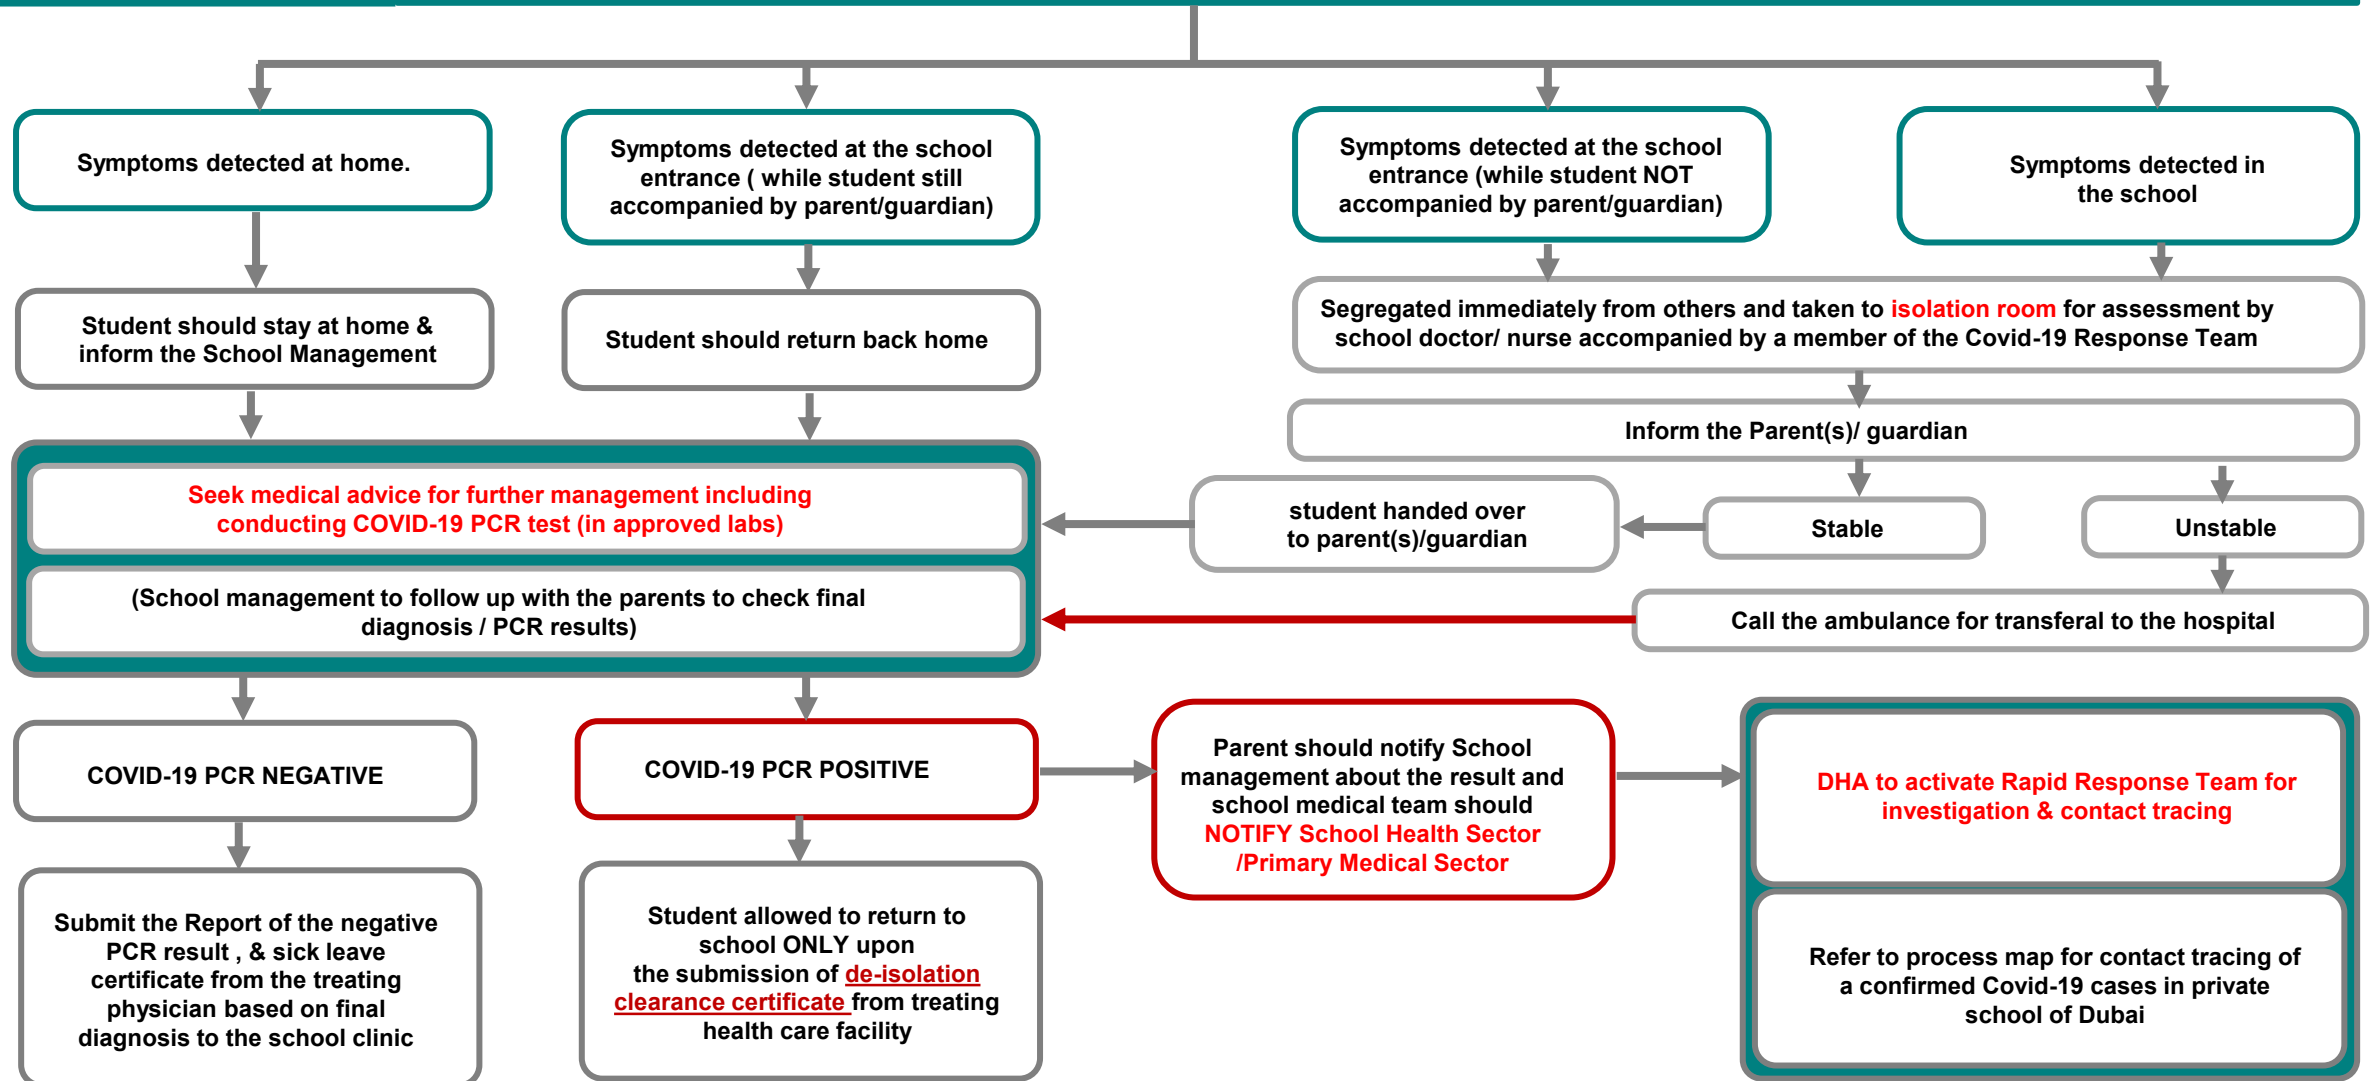 Symptoms detected at home.
Symptoms detected at the school
entrance ( while student still
accompanied by parent/guardian)
Symptoms detected at the school
entrance (while student NOT
accompanied by parent/guardian)
Symptoms detected in
the school
Student should stay at home &
inform the School Management
Student should return back home
Segregated immediately from others and taken to isolation room for assessment by
school doctor/ nurse accompanied by a member of the Covid-19 Response Team
Inform the Parent(s)/ guardian
Seek medical advice for further management including
conducting COVID-19 PCR test (in approved labs)
student handed over
to parent(s)/guardian
Stable
Unstable
(School management to follow up with the parents to check final
diagnosis / PCR results)
Call the ambulance for transferal to the hospital
COVID-19 PCR NEGATIVE
COVID-19 PCR POSITIVE
Parent should notify School
management about the result and
school medical team should
NOTIFY School Health Sector
/Primary Medical Sector
DHA to activate Rapid Response Team for
investigation & contact tracing
Submit the Report of the negative
PCR result , & sick leave
certificate from the treating
physician based on final
diagnosis to the school clinic
Student allowed to return to
school ONLY upon
the submission of de-isolation
clearance certificate from treating
health care facility
Refer to process map for contact tracing of
a confirmed Covid-19 cases in private
school of Dubai